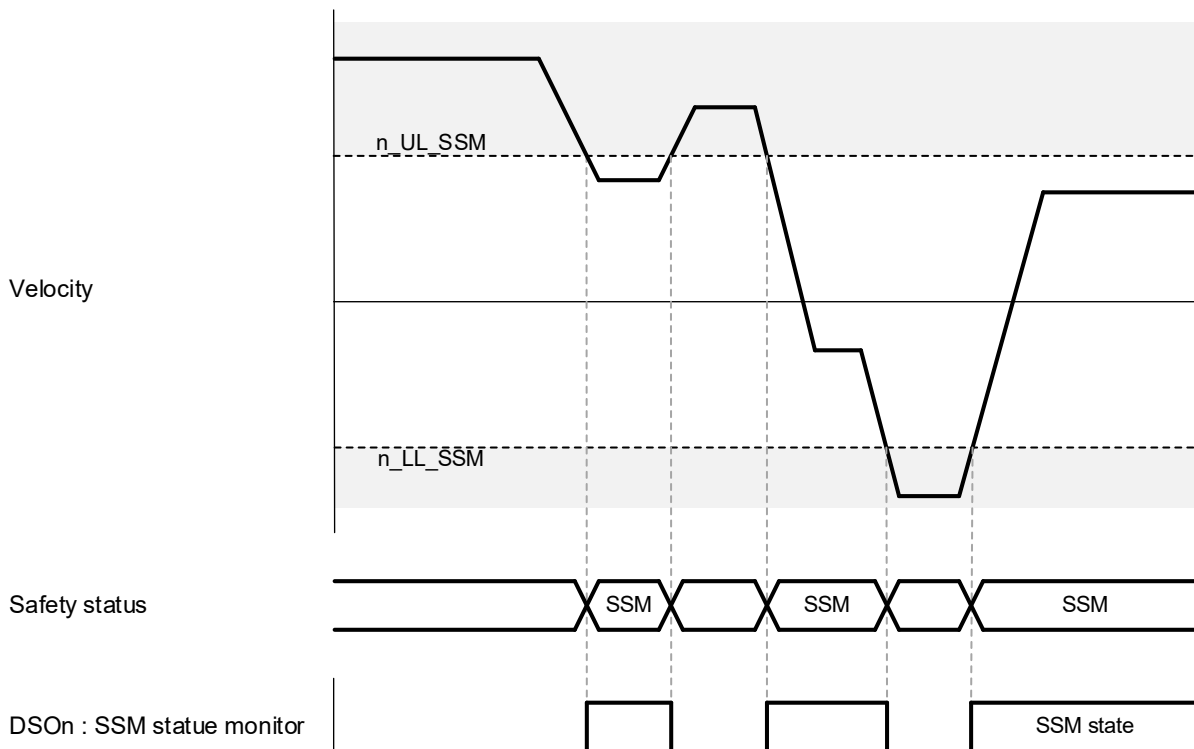 n_UL_SSM
Velocity
n_LL_SSM
Safety status
SSM
SSM
SSM
DSOn : SSM statue monitor
SSM state